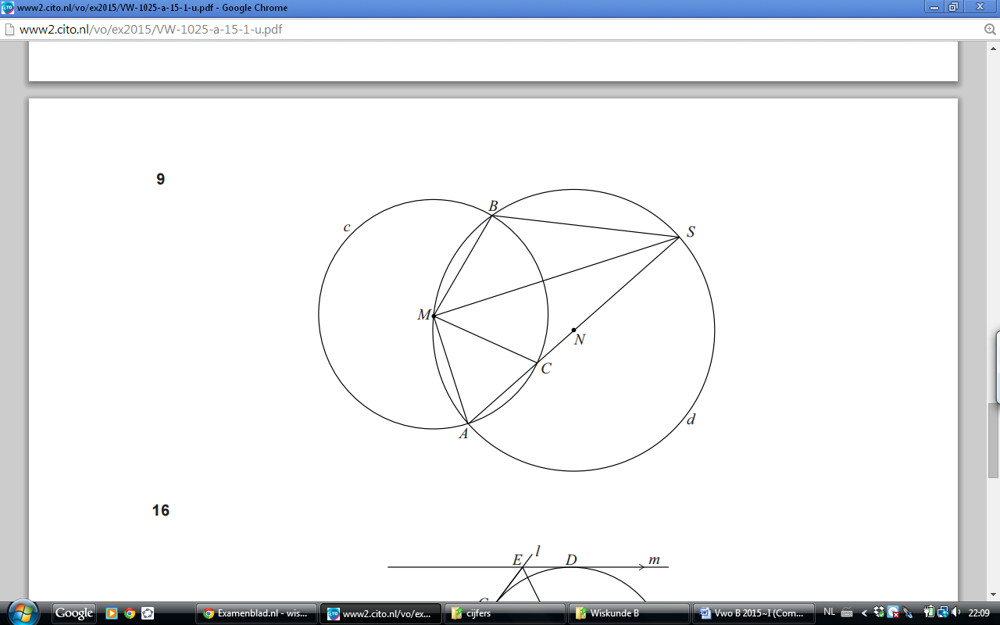 www2.cito.nl/vo/ex2015/VW-1025-a-15-1-u.pdf - Google Chrome
www2.cito.nl/vo/ex2015/VW-1025-a-15-1-u.pdf
9
c
B
S
M
N
C
A
d
16
E
l
D
m
Google
Examenblad.nl - wis...
www2.cito.nl/vo/ex...
cijfers
Wiskunde B
Vwo B 2015~I (Com...
NL
22:09